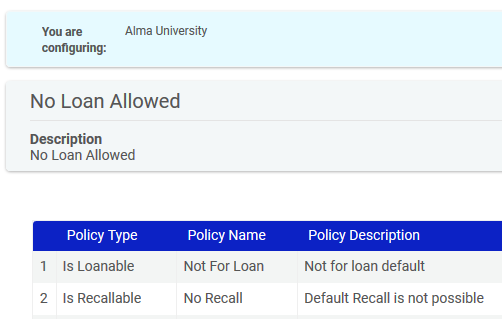 You are configuring: Alma University
No Loan Allowed
Description
No Loan Allowed
Policy Type Policy Name Policy Description
1 Is Loanable Not For Loan Not for loan default
2 Is Recallable No Recall Default Recall is not possible